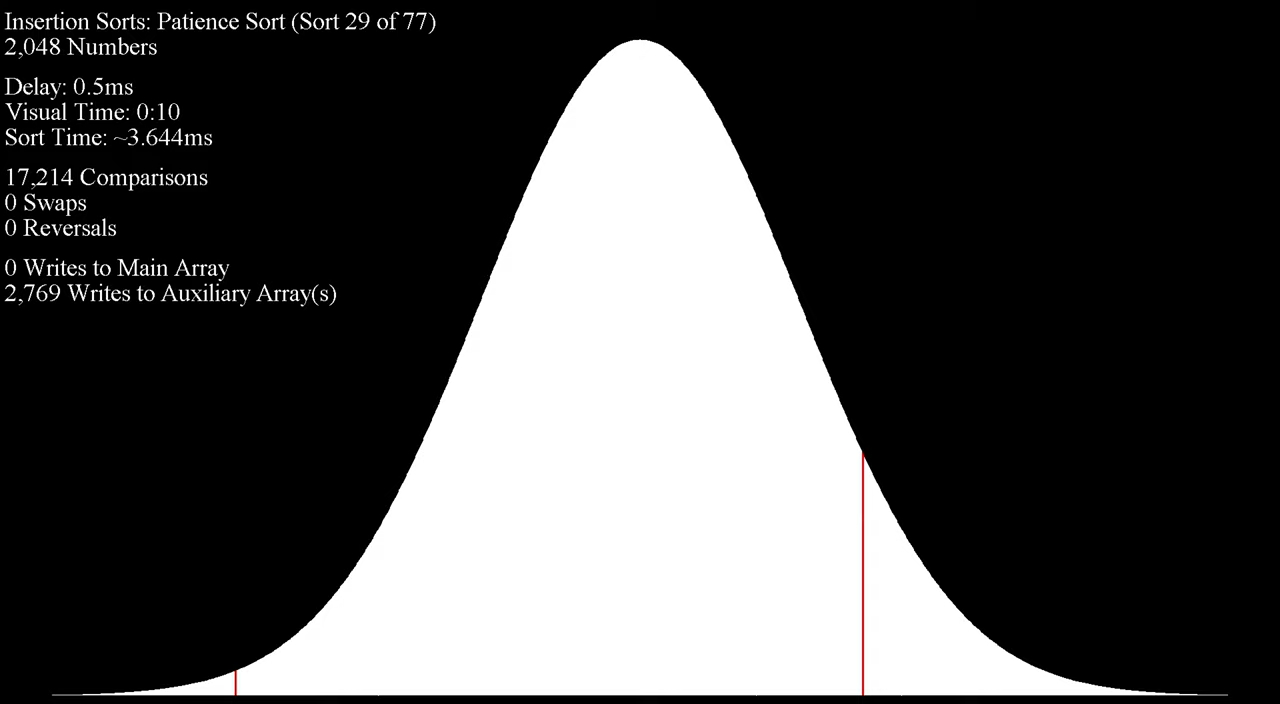 Insertion Sorts: Patience Sort (Sort 29 of 77)
2,048 Numbers
Delay: 0.5ms
Visual Time: 0:10
Sort Time: ~3.644ms
17,214 Comparisons
0 Swaps
0 Reversals
0 Writes to Main Array
2,769 Writes to Auxiliary Array(s)